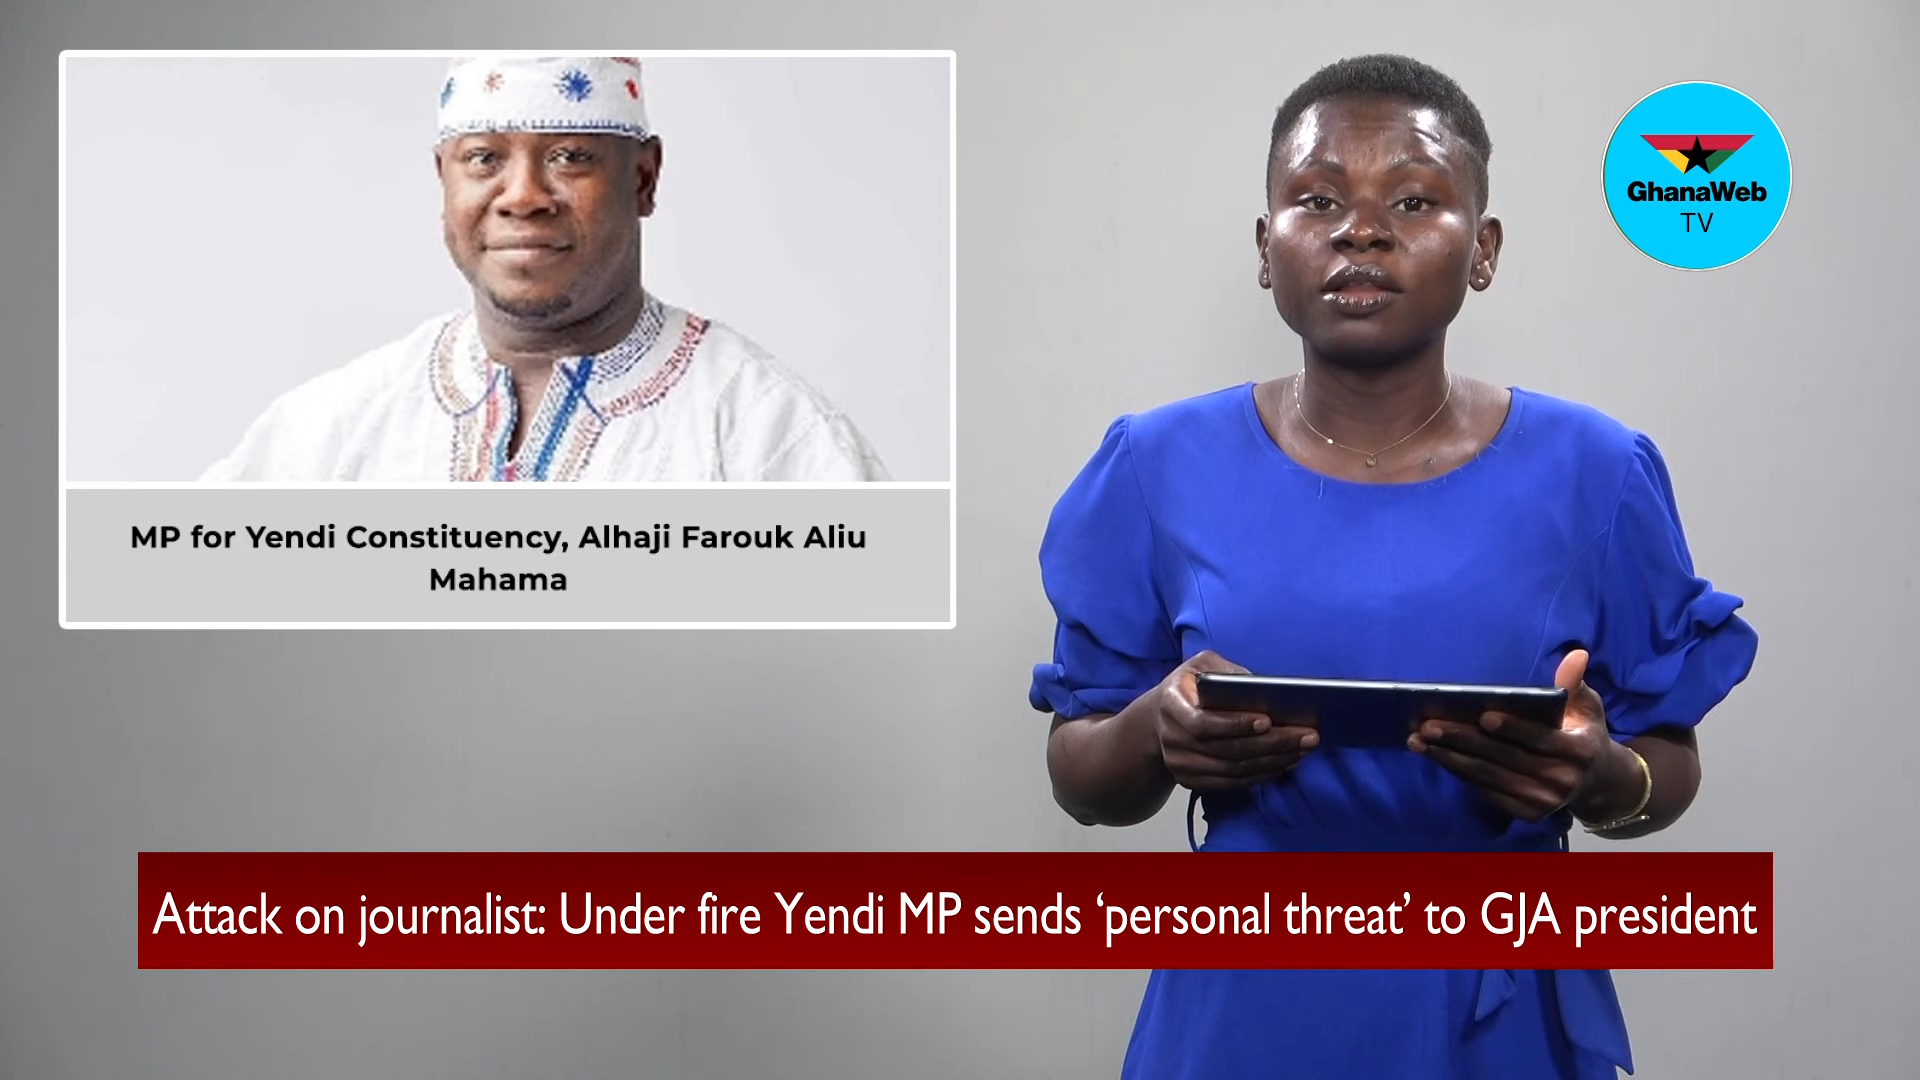 GhanaWeb
TV
MP for Yendi Constituency, Alhaji Farouk Aliu
Mahama
Attack on journalist: Under fire Yendi MP sends ‘personal threat’ to GJA president